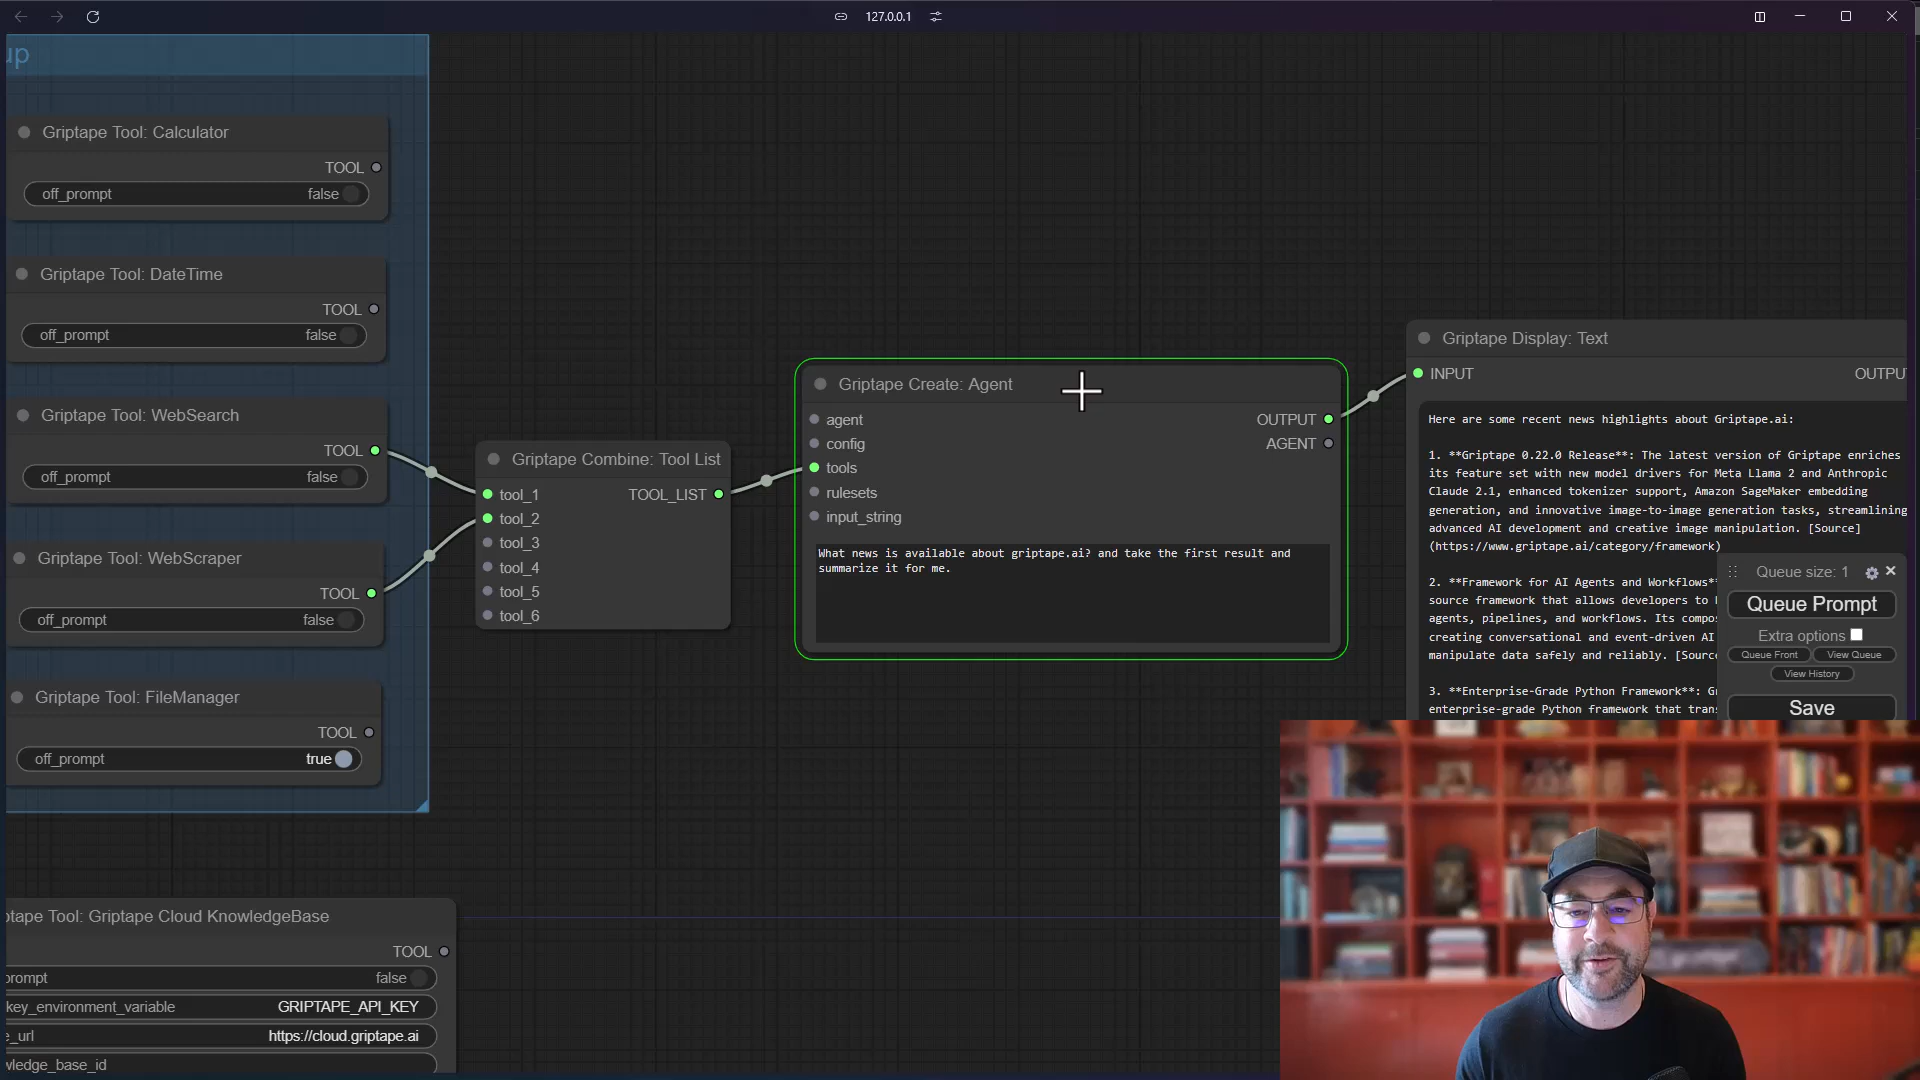 127.0.0.1
up
Griptape Tool: Calculator
TOOL
off_prompt false
Griptape Tool: DateTime
TOOL
off_prompt false
Griptape Tool: WebSearch
TOOL
off_prompt false
Griptape Tool: WebScraper
TOOL
off_prompt false
Griptape Tool: FileManager
TOOL
off_prompt true
ptape Tool: Griptape Cloud KnowledgeBase
TOOL
prompt false
key_environment_variable GRIPTAPE_API_KEY
e_url https://cloud.griptape.ai
wledge_base_id
Griptape Combine: Tool List
tool_1 TOOL_LIST
tool_2
tool_3
tool_4
tool_5
tool_6
Griptape Create: Agent
agent OUTPUT
config AGENT
tools
rulesets
input_string
What news is available about griptape.ai? and take the first result and
summarize it for me.
Griptape Display: Text
INPUT OUTPU
Here are some recent news highlights about Griptape.ai:
1. **Griptape 0.22.0 Release**: The latest version of Griptape enriches
its feature set with new model drivers for Meta Llama 2 and Anthropic
Claude 2.1, enhanced tokenizer support, Amazon SageMaker embedding
generation, and innovative image-to-image generation tasks, streamlining
advanced AI development and creative image manipulation. [Source]
(https://www.griptape.ai/category/framework)
2. **Framework for AI Agents and Workflows**
source framework that allows developers to
agents, pipelines, and workflows. Its compos
creating conversational and event-driven AI
manipulate data safely and reliably. [Sourc
3. **Enterprise-Grade Python Framework**: G
enterprise-grade Python framework that trans
Queue size: 1
Queue Prompt
Extra options
Queue Front View Queue
View History
Save